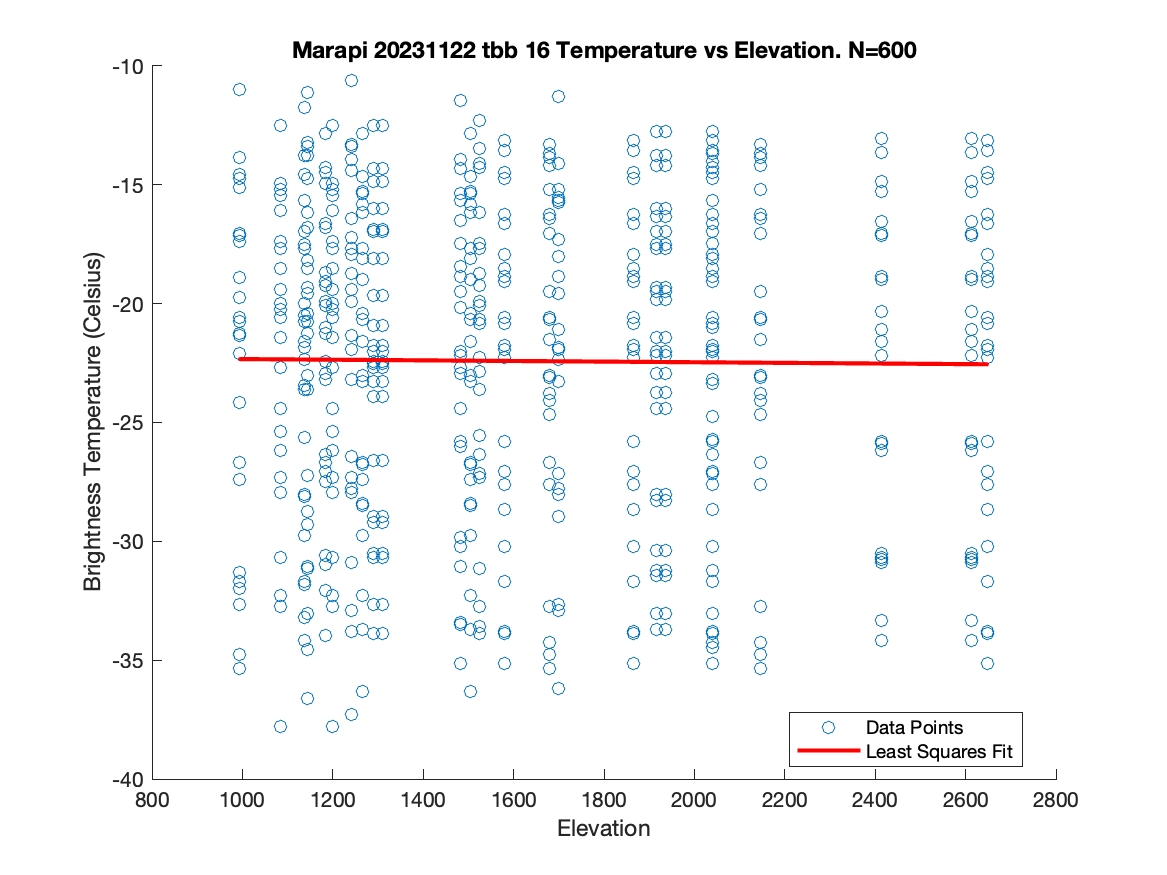 Marapi 20231122 tbb 16 Temperature vs Elevation. N=600
Brightness Temperature (Celsius)
-10
-15
-20
-25
-30
-35
-40
Data Points
Least Squares Fit
800 1000 1200 1400 1600 1800 2000 2200 2400 2600 2800
Elevation